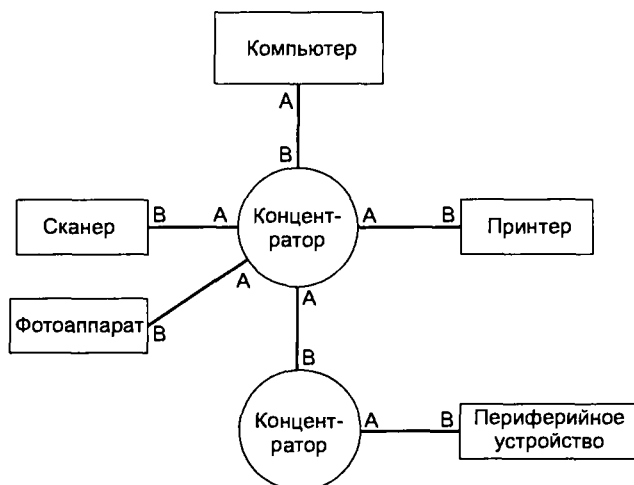 Компьютер
A
B
Сканер
B
A
Концент-
ратор
A
B
Принтер
Фотоаппарат
B
A
A
B
Концент-
ратор
A
B
Периферийное
устройство